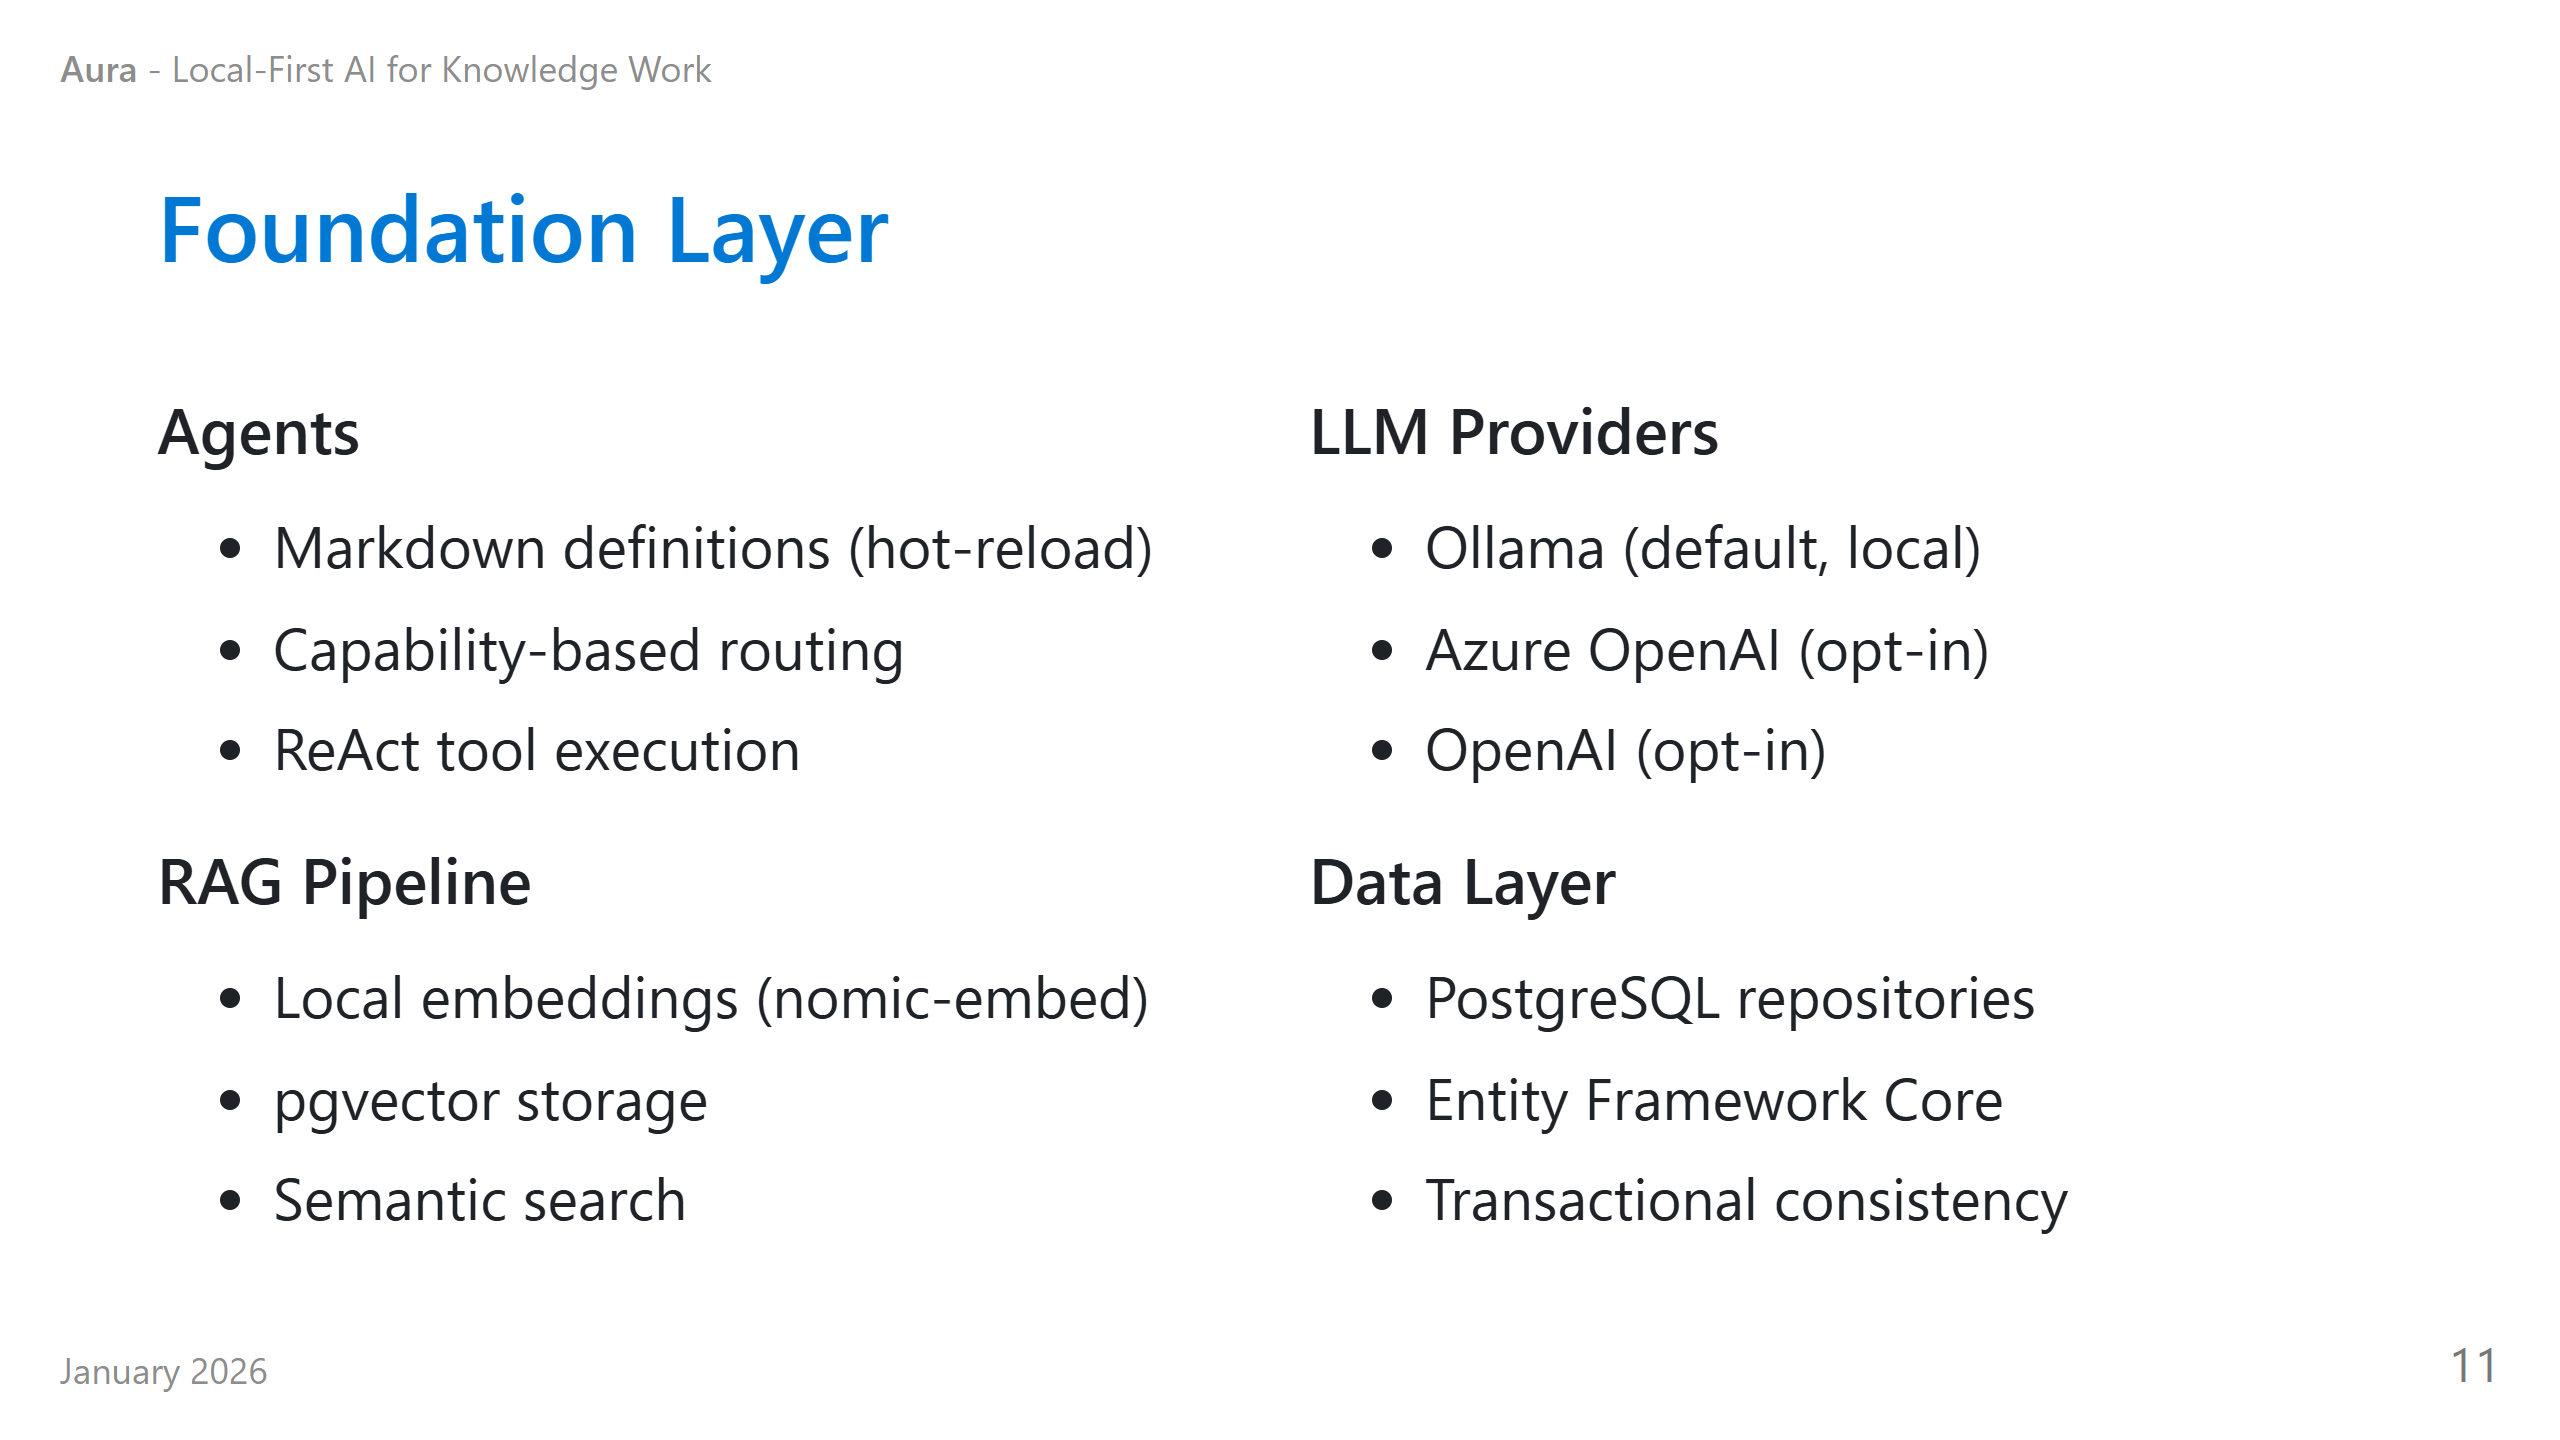 Aura - Local-First AI for Knowledge Work
Foundation Layer
Agents
• Markdown definitions (hot-reload)
• Capability-based routing
• ReAct tool execution
RAG Pipeline
• Local embeddings (nomic-embed)
• pgvector storage
• Semantic search
LLM Providers
• Ollama (default, local)
• Azure OpenAI (opt-in)
• OpenAI (opt-in)
Data Layer
• PostgreSQL repositories
• Entity Framework Core
• Transactional consistency
January 2026
11